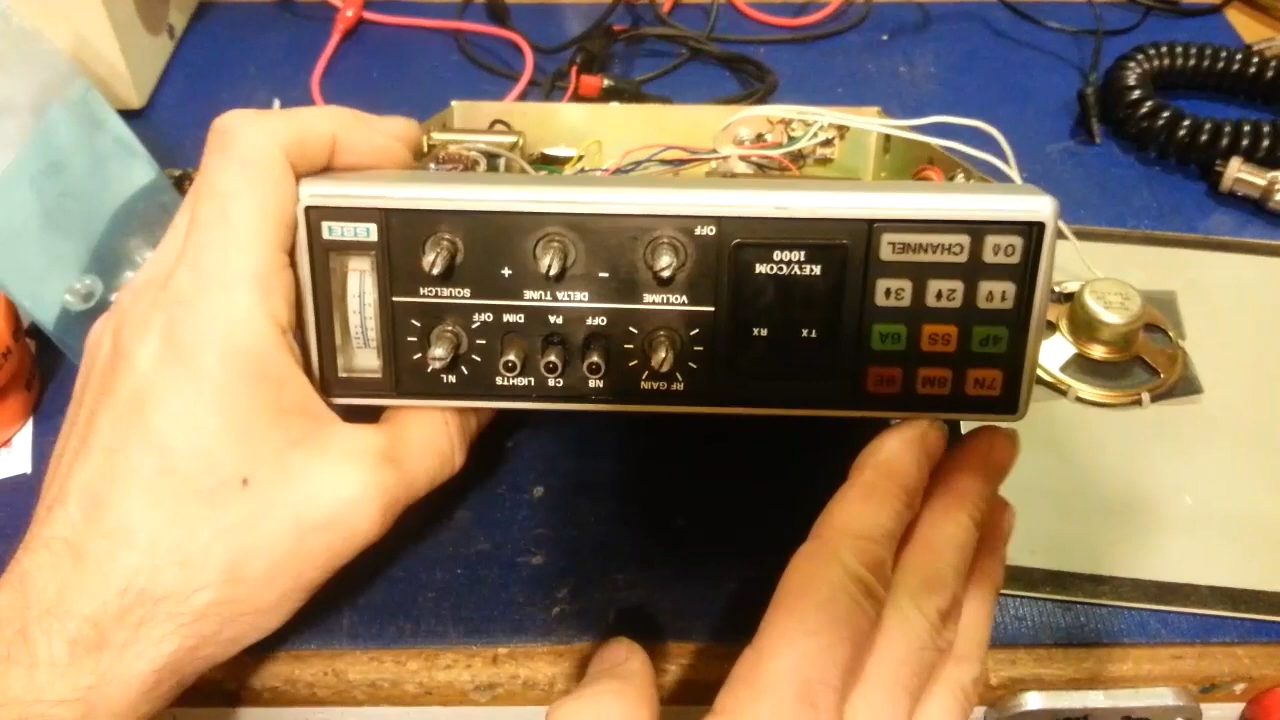 7N 8M 9E
4P 5S 6A
1 2 3
0 CHANNEL
TX RX
KEY/COM
1000
RF GAIN NB CB LIGHTS NL
OFF PA DIM OFF
VOLUME DELTA TUNE SQUELCH
- +
OFF
SBE